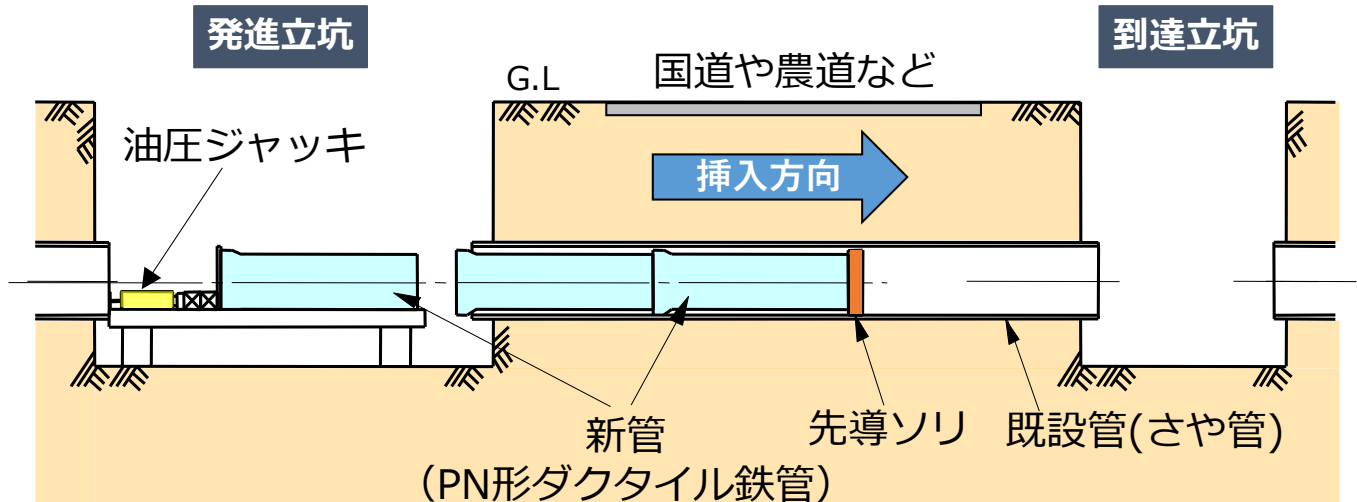 発進立坑
到達立坑
G.L
国道や農道など
油圧ジャッキ
挿入方向
新管
（PN形ダクタイル鉄管）
先導ソリ
既設管(さや管)